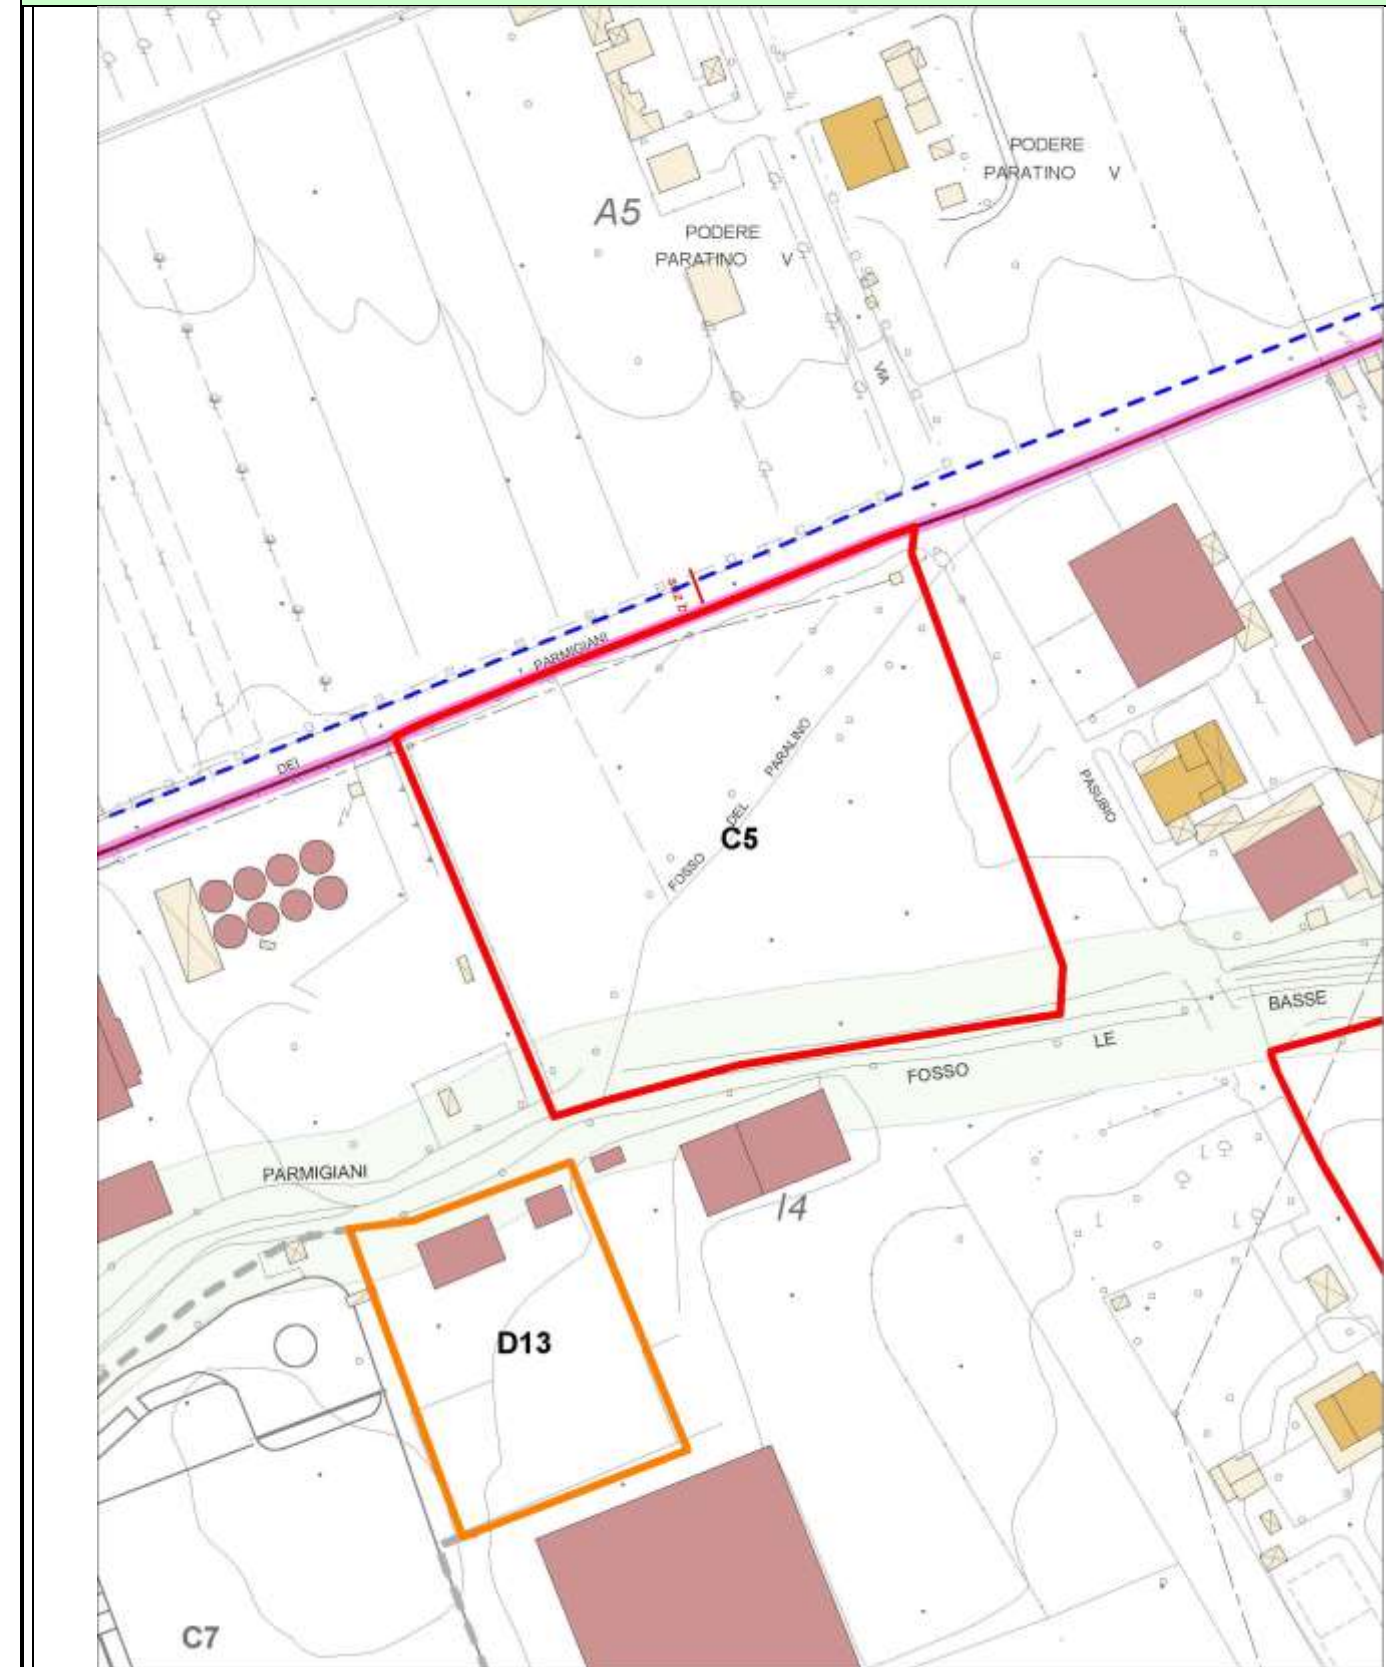 PODERE
PARATINO V
A5
PODERE
PARATINO V
VIA
PARMIGIANI
DEI
PARALINO
DEL
FOSSO
C5
PASUBIO
BASSE
LE
FOSSO
PARMIGIANI
I4
D13
C7